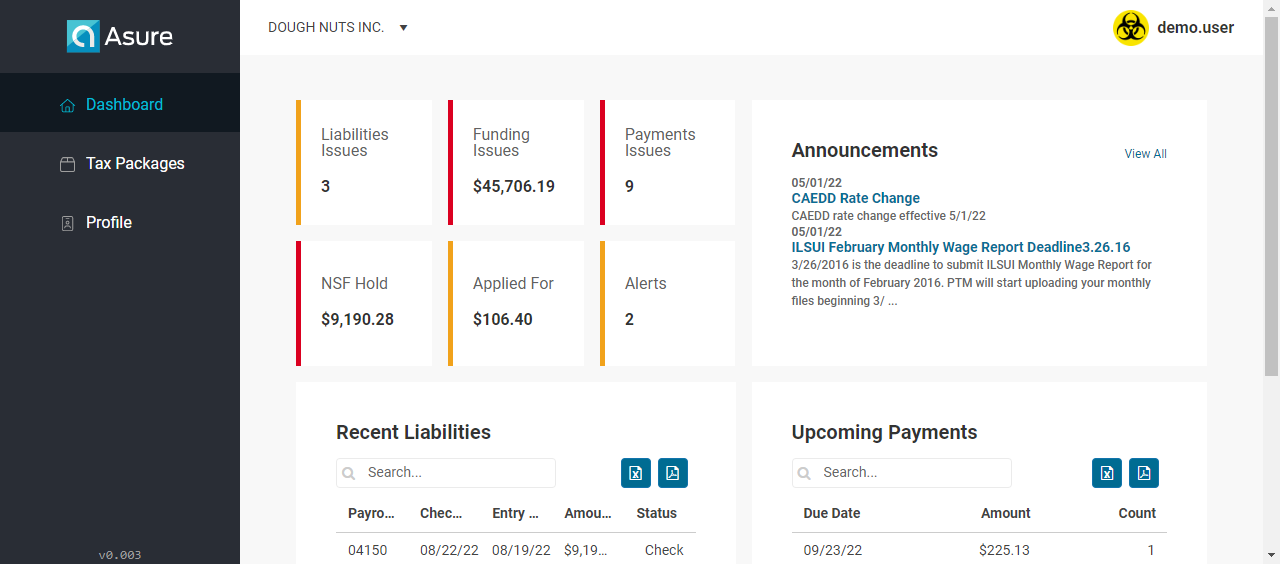 Asure
DOUGH NUTS INC.
demo.user
Dashboard
Tax Packages
Profile
v0.003
Liabilities
Issues
3
Funding
Issues
$45,706.19
Payments
Issues
9
NSF Hold
$9,190.28
Applied For
$106.40
Alerts
2
Announcements
View All
05/01/22
CAEDD Rate Change
CAEDD rate change effective 5/1/22
05/01/22
ILSUI February Monthly Wage Report Deadline3.26.16
3/26/2016 is the deadline to submit ILSUI Monthly Wage Report for
the month of February 2016. PTM will start uploading your monthly
files beginning 3/ ...
Recent Liabilities
Search...
Payro... Chec... Entry ... Amou... Status
04150 08/22/22 08/19/22 $9,19... Check
Upcoming Payments
Search...
Due Date Amount Count
09/23/22 $225.13 1